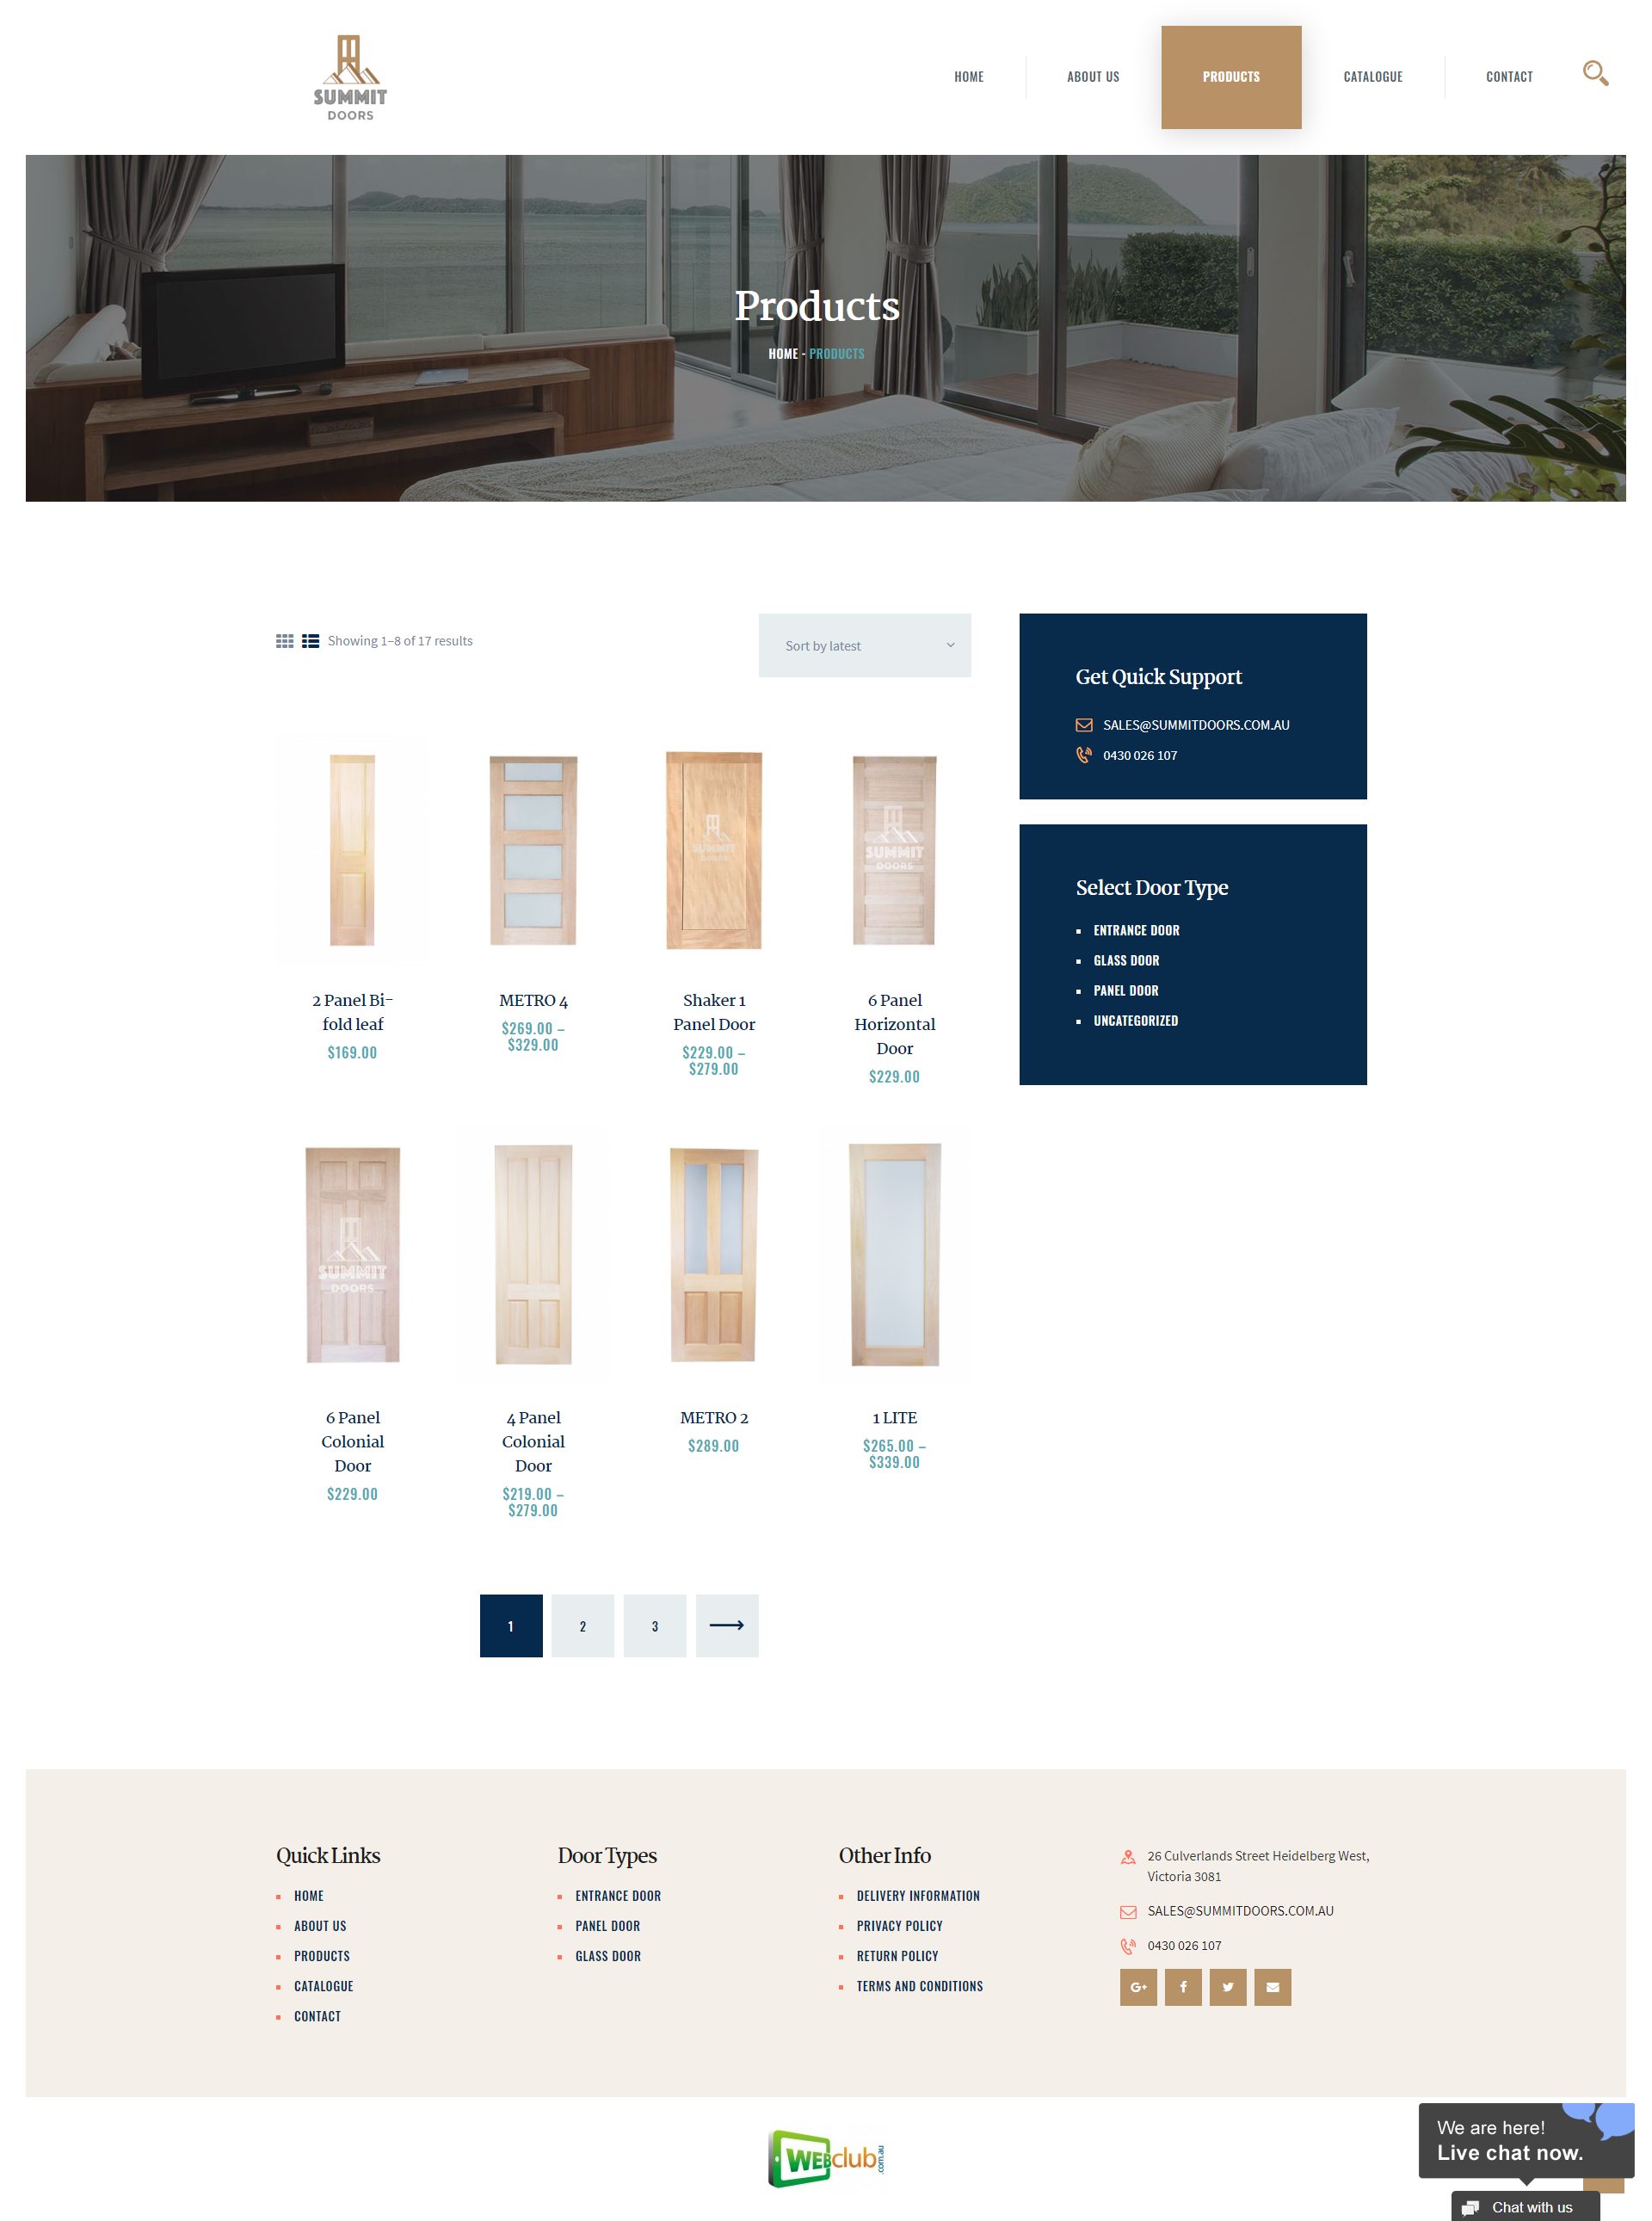 SUMMIT
DOORS
HOME
ABOUT US
PRODUCTS
CATALOGUE
CONTACT
Products
HOME - PRODUCTS
Showing 1–8 of 17 results
Sort by latest
Get Quick Support
SALES@SUMMITDOORS.COM.AU
0430 026 107
Select Door Type
ENTRANCE DOOR
GLASS DOOR
PANEL DOOR
UNCATEGORIZED
SUMMIT
DOORS
SUMMIT
DOORS
2 Panel Bi-
fold leaf
$169.00
METRO 4
$269.00 –
$329.00
Shaker 1
Panel Door
$229.00 –
$279.00
6 Panel
Horizontal
Door
$229.00
SUMMIT
DOORS
6 Panel
Colonial
Door
$229.00
4 Panel
Colonial
Door
$219.00 –
$279.00
METRO 2
$289.00
1 LITE
$265.00 –
$339.00
1
2
3
Quick Links
HOME
ABOUT US
PRODUCTS
CATALOGUE
CONTACT
Door Types
ENTRANCE DOOR
PANEL DOOR
GLASS DOOR
Other Info
DELIVERY INFORMATION
PRIVACY POLICY
RETURN POLICY
TERMS AND CONDITIONS
26 Culverlands Street Heidelberg West,
Victoria 3081
SALES@SUMMITDOORS.COM.AU
0430 026 107
G+
WEBclub.com.au
We are here!
Live chat now.
Chat with us